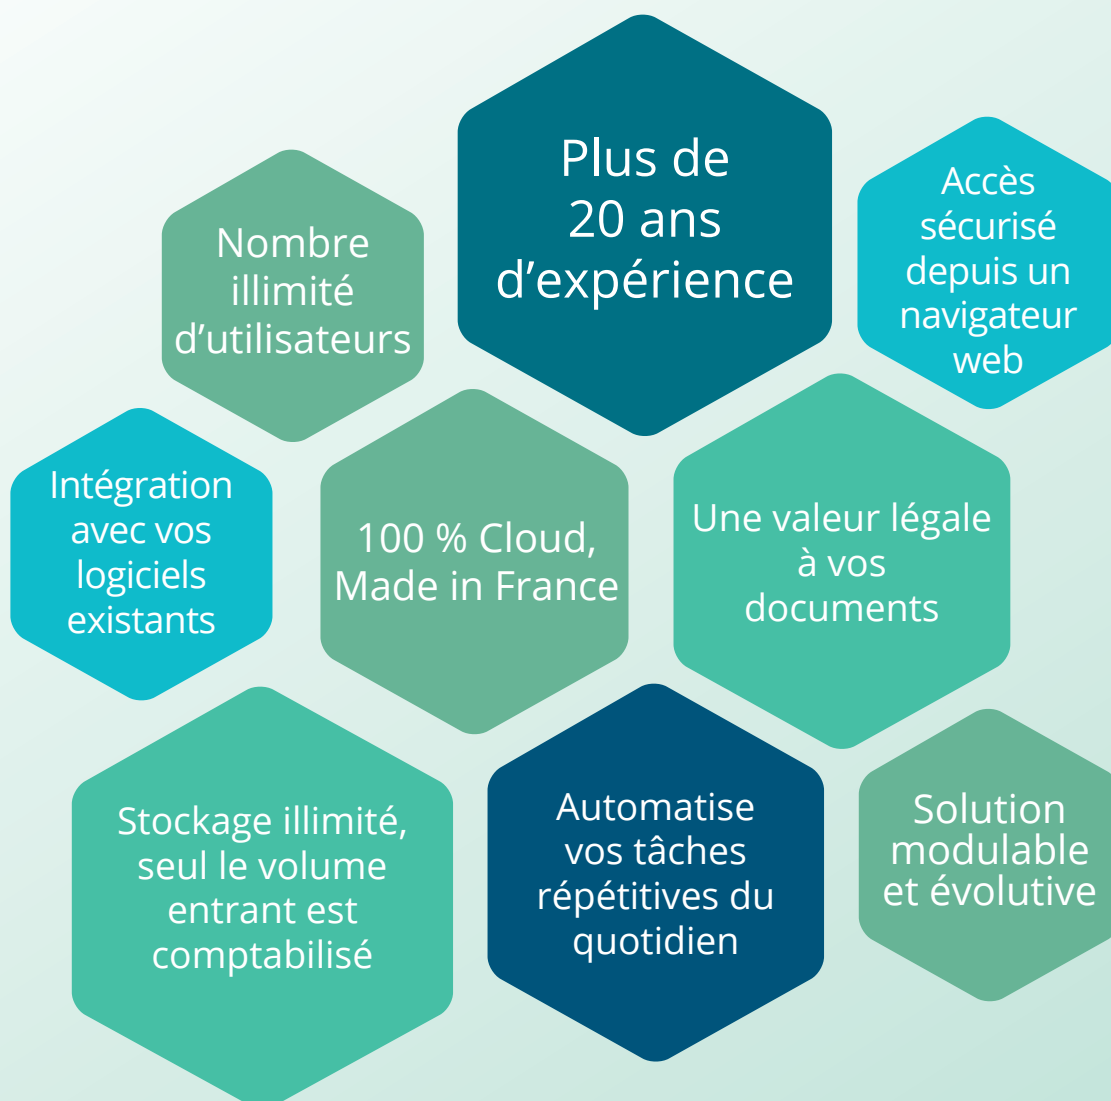 Plus de
20 ans
d’expérience
Accès
sécurisé
depuis un
navigateur
web
Nombre
illimité
d’utilisateurs
Intégration
avec vos
logiciels
existants
100 % Cloud,
Made in France
Une valeur légale
à vos
documents
Stockage illimité,
seul le volume
entrant est
comptabilisé
Automatise
vos tâches
répétitives du
quotidien
Solution
modulable
et évolutive